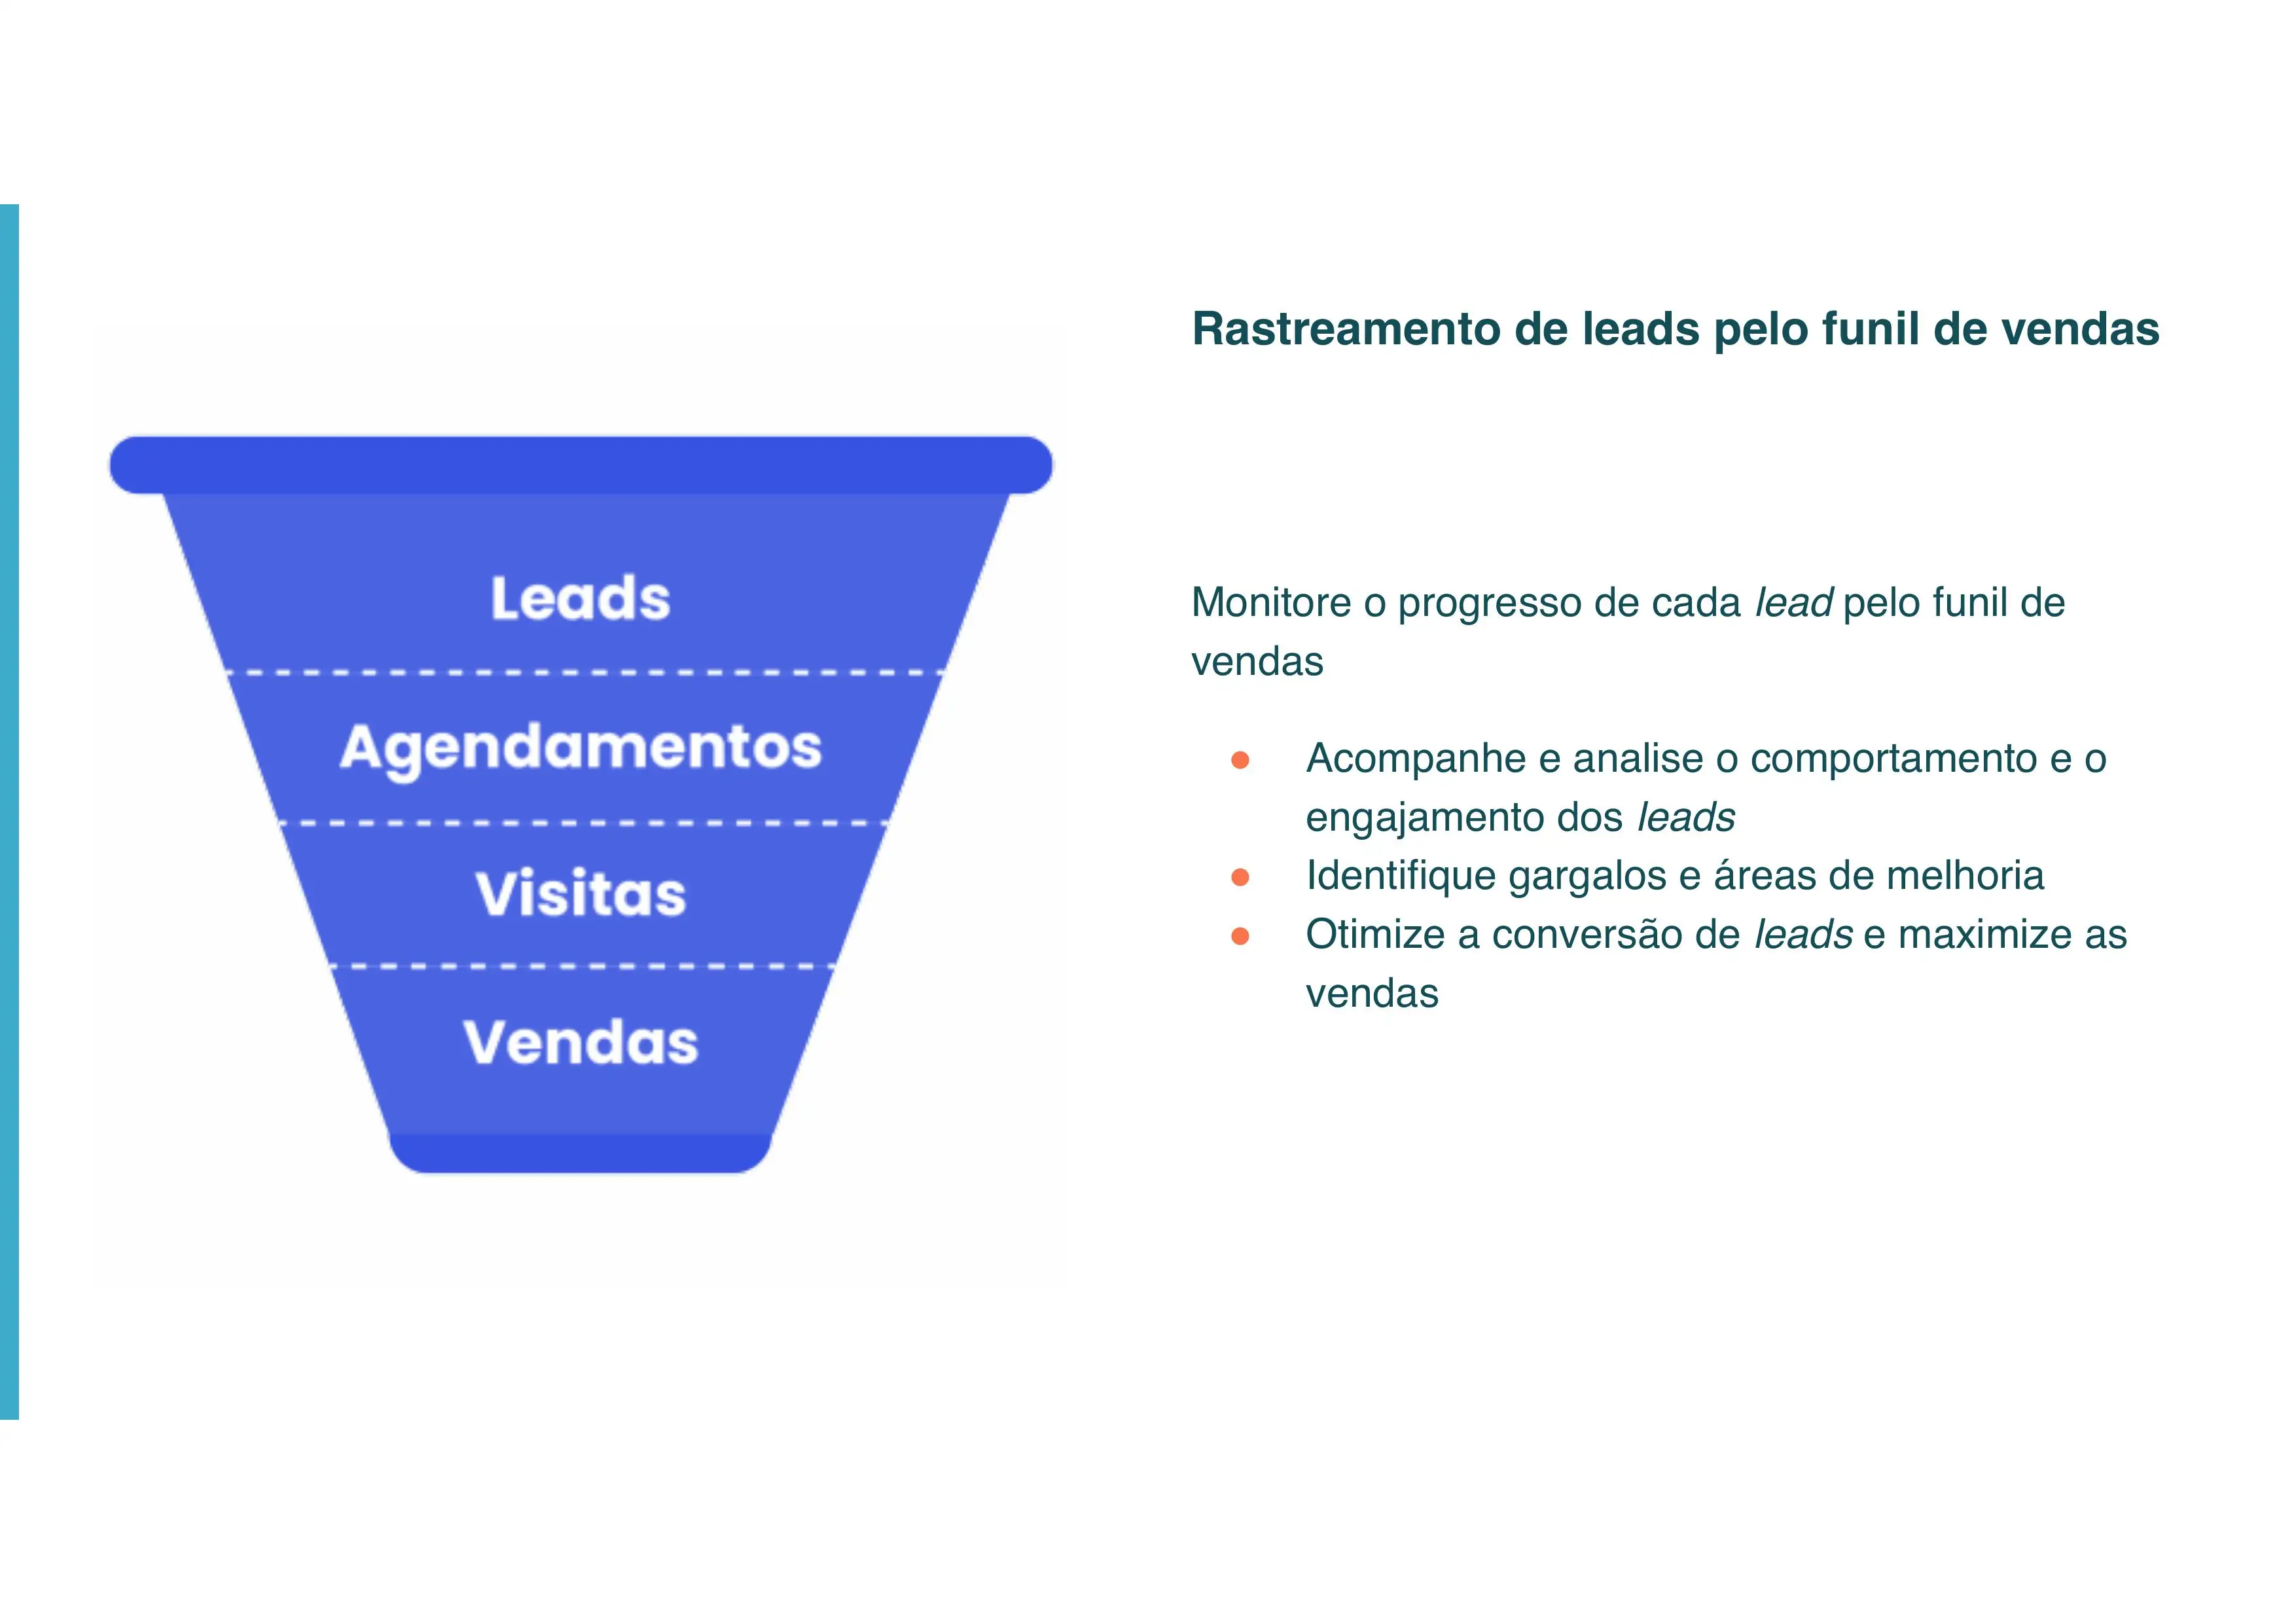 Rastreamento de leads pelo funil de vendas
Leads
Agendamentos
Visitas
Vendas
Monitore o progresso de cada lead pelo funil de
vendas
● Acompanhe e analise o comportamento e o
engajamento dos leads
● Identifique gargalos e áreas de melhoria
● Otimize a conversão de leads e maximize as
vendas